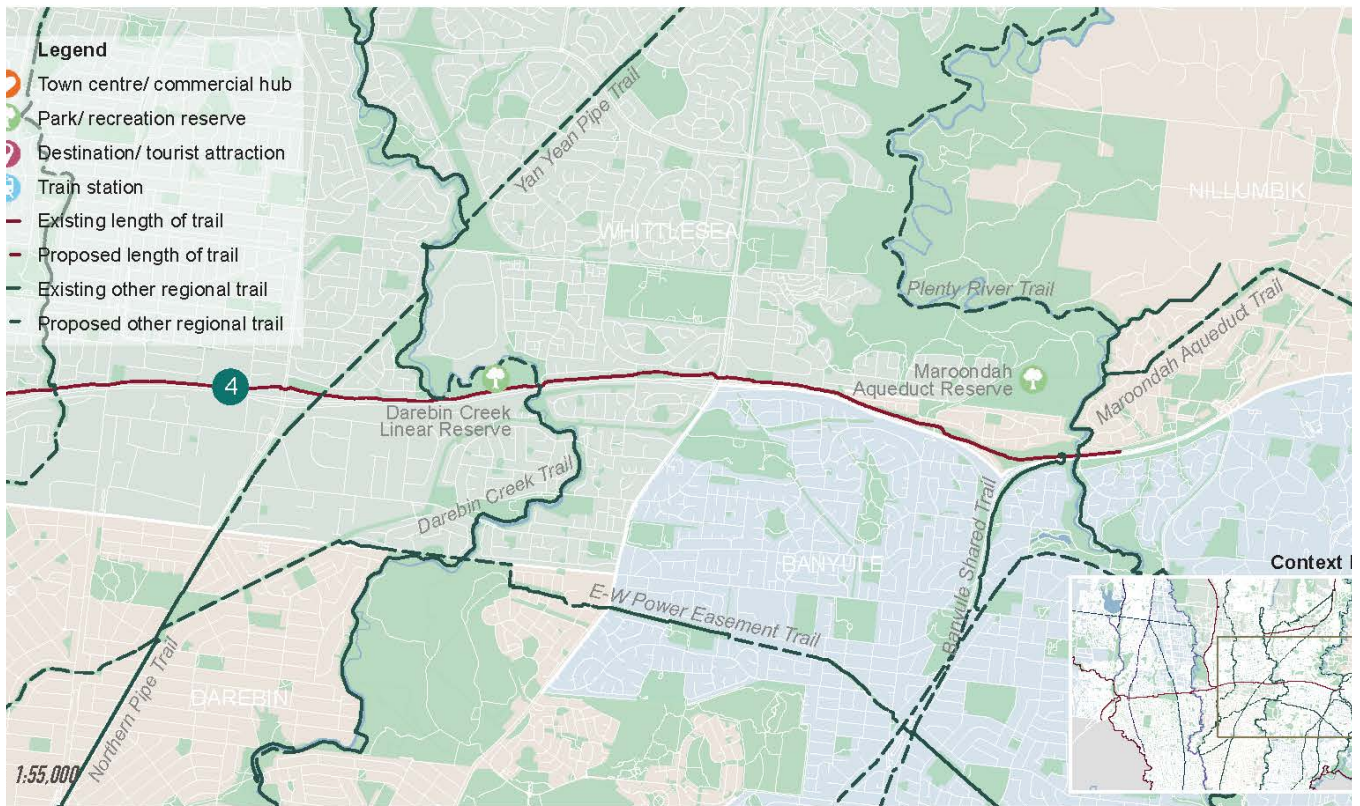 Legend
Town centre/ commercial hub
Park/ recreation reserve
Destination/ tourist attraction
Train station
Existing length of trail
Proposed length of trail
Existing other regional trail
Proposed other regional trail
Yan Yean Pipe Trail
WHITTLESEA
NILLUMBIK
Plenty River Trail
Maroondah Aqueduct Trail
4
Maroondah
Aqueduct Reserve
Darebin Creek
Linear Reserve
Darebin Creek Trail
BANYULE
Banyule Shared Trail
E-W Power Easement Trail
DAREBIN
Northern Pipe Trail
1:55,000
Context